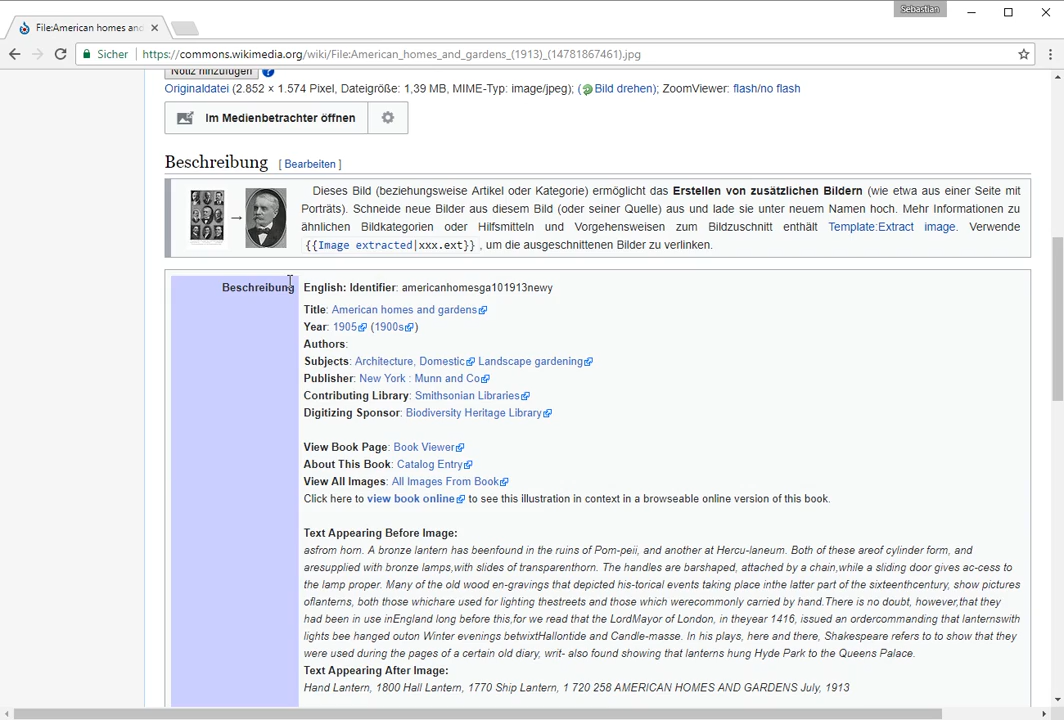 Sebastian
File:American homes and
Sicher https://commons.wikimedia.org/wiki/File:American_homes_and_gardens_(1913)_(14781867461).jpg
Notiz hinzufügen
Originaldatei (2.852 × 1.574 Pixel, Dateigröße: 1,39 MB, MIME-Typ: image/jpeg); (Bild drehen); ZoomViewer: flash/no flash
Im Medienbetrachter öffnen
Beschreibung [ Bearbeiten ]
Dieses Bild (beziehungsweise Artikel oder Kategorie) ermöglicht das Erstellen von zusätzlichen Bildern (wie etwa aus einer Seite mit
Porträts). Schneide neue Bilder aus diesem Bild (oder seiner Quelle) aus und lade sie unter neuem Namen hoch. Mehr Informationen zu
ähnlichen Bildkategorien oder Hilfsmitteln und Vorgehensweisen zum Bildzuschnitt enthält Template:Extract image. Verwende
{{Image extracted|xxx.ext}} , um die ausgeschnittenen Bilder zu verlinken.
Beschreibung English: Identifier: americanhomesga101913newy
Title: American homes and gardens
Year: 1905 (1900s)
Authors:
Subjects: Architecture, Domestic Landscape gardening
Publisher: New York : Munn and Co
Contributing Library: Smithsonian Libraries
Digitizing Sponsor: Biodiversity Heritage Library
View Book Page: Book Viewer
About This Book: Catalog Entry
View All Images: All Images From Book
Click here to view book online to see this illustration in context in a browseable online version of this book.
Text Appearing Before Image:
asfrom horn. A bronze lantern has beenfound in the ruins of Pom-peii, and another at Hercu-laneum. Both of these areof cylinder form, and
aresupplied with bronze lamps,with slides of transparenthorn. The handles are barshaped, attached by a chain,while a sliding door gives ac-cess to
the lamp proper. Many of the old wood en-gravings that depicted his-torical events taking place inthe latter part of the sixteenthcentury, show pictures
oflanterns, both those whichare used for lighting thestreets and those which werecommonly carried by hand.There is no doubt, however,that they
had been in use inEngland long before this,for we read that the LordMayor of London, in theyear 1416, issued an ordercommanding that lanternswith
lights bee hanged outon Winter evenings betwixtHallontide and Candle-masse. In his plays, here and there, Shakespeare refers to to show that they
were used during the pages of a certain old diary, writ- also found showing that lanterns hung Hyde Park to the Queens Palace.
Text Appearing After Image:
Hand Lantern, 1800 Hall Lantern, 1770 Ship Lantern, 1 720 258 AMERICAN HOMES AND GARDENS July, 1913